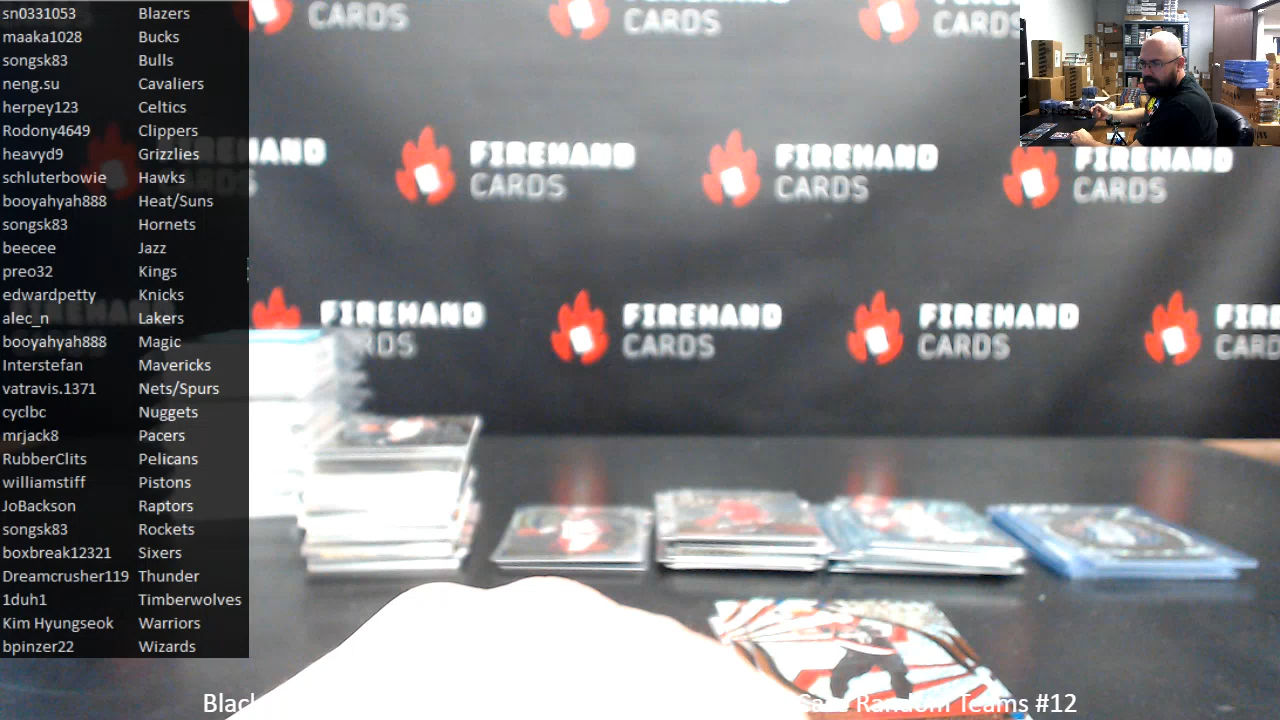 sn0331053 Blazers
maaka1028 Bucks
songsk83 Bulls
neng.su Cavaliers
herpey123 Celtics
Rodony4649 Clippers
heavyd9 Grizzlies
schluterbowie Hawks
booyahyah888 Heat/Suns
songsk83 Hornets
beecee Jazz
preo32 Kings
edwardpetty Knicks
alec_n Lakers
booyahyah888 Magic
Interstefan Mavericks
vatravis.1371 Nets/Spurs
cyclbc Nuggets
mrjack8 Pacers
RubberClits Pelicans
williamstiff Pistons
JoBackson Raptors
songsk83 Rockets
boxbreak12321 Sixers
Dreamcrusher119 Thunder
1duh1 Timberwolves
Kim Hyungseok Warriors
bpinzer22 Wizards
CARDS
CARDS
CARDS
FIREHAND
CARDS
FIREHAND
CARDS
FIREHAND
CARDS
FIREHAND
CARDS
FIREHAND
CARDS
FIREHAND
CARDS
Random Teams #12